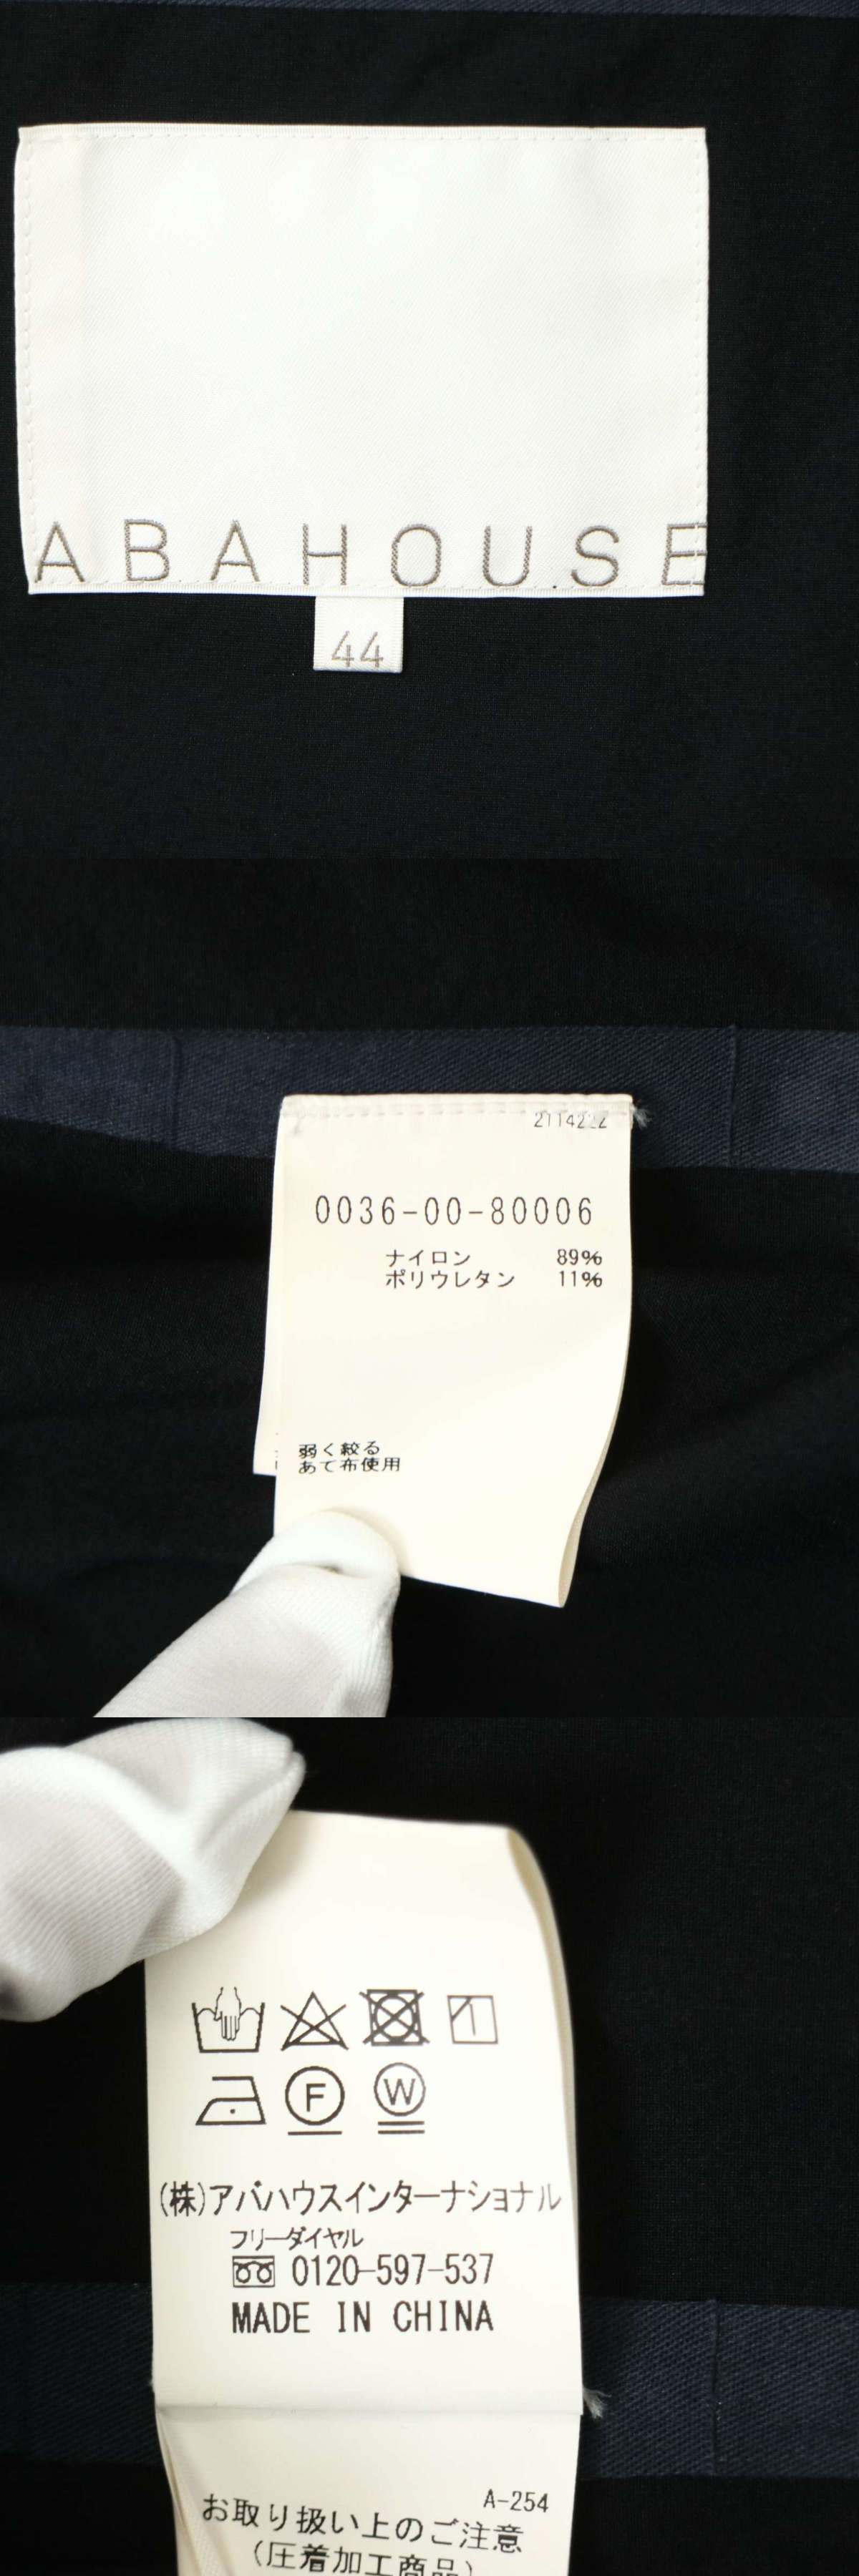 ABAHOUSE
44
0036-00-80006
ナイロン 89%
ポリウレタン 11%
弱く絞る
あて布使用
F
W
(株)アバハウスインターナショナル
フリーダイヤル
0120-597-537
MADE IN CHINA
A-254
お取り扱い上のご注意
(圧着加工商品)